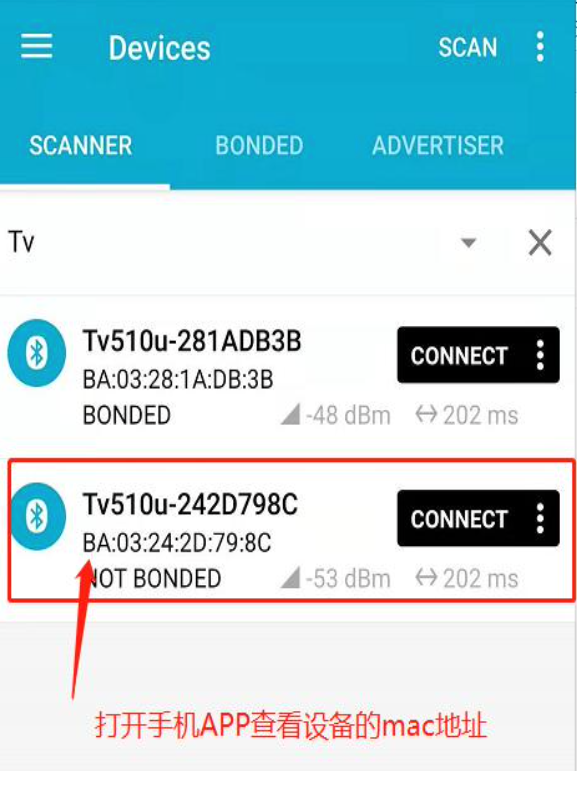 Devices SCAN
SCANNER BONDED ADVERTISER
Tv
Tv510u-281ADB3B
CONNECT
BA:03:28:1A:DB:3B
BONDED -48 dBm 202 ms
Tv510u-242D798C
CONNECT
BA:03:24:2D:79:8C
NOT BONDED -53 dBm 202 ms
打开手机APP查看设备的mac地址